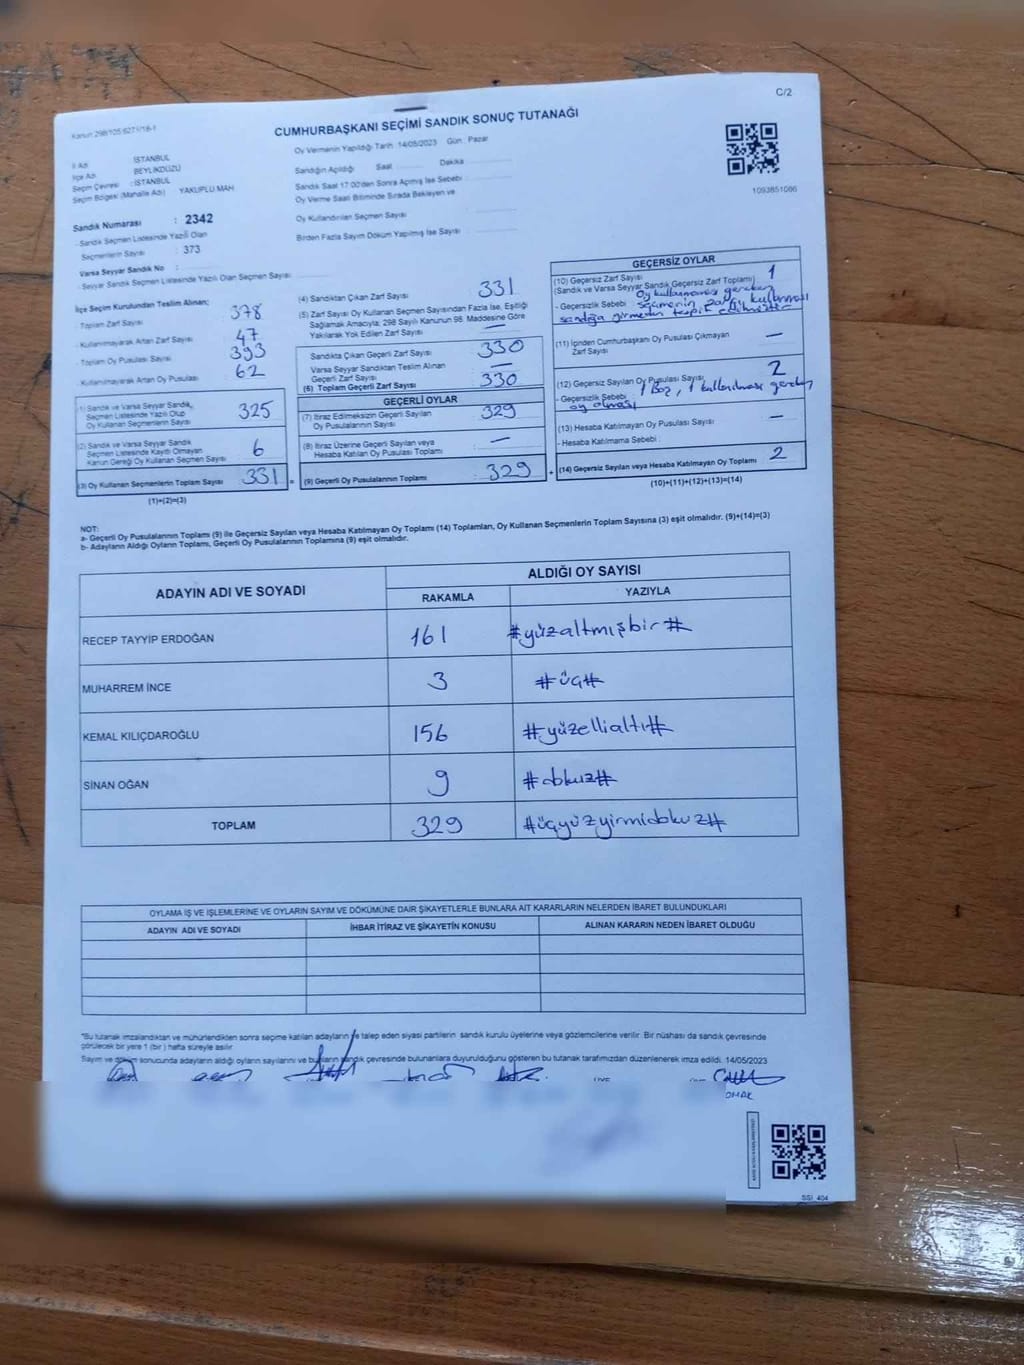 C/2
Kanun 298/105 6271/18-1
CUMHURBAŞKANI SEÇİMİ SANDIK SONUÇ TUTANAĞI
İl Adı : İSTANBUL
İlçe Adı : BEYLİKDÜZÜ
Seçim Çevresi : İSTANBUL
Seçim Bölgesi (Mahalle Adı) YAKUPLU MAH
Sandık Numarası : 2342
- Sandık Seçmen Listesinde Yazılı Olan
Seçmenlerin Sayısı : 373
Varsa Seyyar Sandık No :
- Seyyar Sandık Seçmen Listesinde Yazılı Olan Seçmen Sayısı
Oy Vermenin Yapıldığı Tarih 14/05/2023 Gün : Pazar
Sandığın Açıldığı Saat Dakika
Sandık Saat 17:00'den Sonra Açımış İse Sebebi
Oy Verme Saat Bitiminde Sırada Bekleyen ve
Oy Kullandırılan Seçmen Sayısı
Birden Fazla Sayım Döküm Yapılmış İse Sayısı
1093851066
İlçe Seçim Kurulundan Teslim Alınan;
- Toplam Zarf Sayısı 378
- Kullanılmayarak Artan Zarf Sayısı 47
- Toplam Oy Pusulası Sayısı 393
- Kullanılmayarak Artan Oy Pusulası 62
(1) Sandık ve Varsa Seyyar Sandık
Seçmen Listesinde Yazılı Olup
Oy Kullanan Seçmen Sayısı 325
(2) Sandık ve Varsa Seyyar Sandık
Seçmen Listesinde Kayıtlı Olmayan
Kanun Gereği Oy Kullanan Seçmen Sayısı 6
(3) Oy Kullanan Seçmenlerin Toplam Sayısı 331
(1)+(2)=(3)
(4) Sandıktan Çıkan Zarf Sayısı 331
(5) Zarf Sayısı Oy Kullanan Seçmen Sayısından Fazla İse, Eşitliği
Sağlamak Amacıyla, 298 Sayılı Kanunun 98. Maddesine Göre
Yakılarak Yok Edilen Zarf Sayısı —
Sandıkta Çıkan Geçerli Zarf Sayısı 330
Varsa Seyyar Sandıktan Teslim Alınan
Geçerli Zarf Sayısı —
(6) Toplam Geçerli Zarf Sayısı 330
GEÇERLİ OYLAR
(7) İtiraz Edilmeksizin Geçerli Sayılan
Oy Pusulasının Sayısı 329
(8) İtiraz Üzerine Geçerli Sayılan veya
Hesaba Katılan Oy Pusulası Toplamı —
(9) Geçerli Oy Pusulalarının Toplamı : 329
GEÇERSİZ OYLAR
(10) Geçersiz Zarf Sayısı
(Sandık ve Varsa Seyyar Sandık Geçersiz Zarf Toplamı) 1
- Geçersizlik Sebebi : Oy kullanmaması gereken
seçmenin zarfı kullanması
sandığa girmeden tespit edilmiştir
(11) İçinden Cumhurbaşkanı Oy Pusulası Çıkmayan
Zarf Sayısı —
(12) Geçersiz Sayılan Oy Pusulası Sayısı 2
- Geçersizlik Sebebi : 1 Boş, 1 kullanılması gereken
oy olması
(13) Hesaba Katılmayan Oy Pusulası Sayısı —
- Hesaba Katılmama Sebebi :
(14) Geçersiz Sayılan veya Hesaba Katılmayan Oy Toplamı 2
(10)+(11)+(12)+(13)=(14)
NOT:
a- Geçerli Oy Pusulalarının Toplamı (9) ile Geçersiz Sayılan veya Hesaba Katılmayan Oy Toplamı (14) Toplamları, Oy Kullanan Seçmenlerin Toplam Sayısına (3) eşit olmalıdır. (9)+(14)=(3)
b- Adayların Aldığı Oyların Toplamı, Geçerli Oy Pusulalarının Toplamına (9) eşit olmalıdır.
ADAYIN ADI VE SOYADI
ALDIĞI OY SAYISI
RAKAMLA YAZIYLA
RECEP TAYYİP ERDOĞAN 161 #yüzaltmışbir#
MUHARREM İNCE 3 #üç#
KEMAL KILIÇDAROĞLU 156 #yüzellialtı#
SİNAN OĞAN 9 #dokuz#
TOPLAM 329 #üçyüzyirmidokuz#
OYLAMA İŞ VE İŞLEMLERİNE VE OYLARIN SAYIM VE DÖKÜMÜNE DAİR ŞİKAYETLERLE BUNLARA AİT KARARLARIN NELERDEN İBARET BULUNDUKLARI
ADAYIN ADI VE SOYADI İHBAR İTİRAZ VE ŞİKAYETİN KONUSU ALINAN KARARIN NEDEN İBARET OLDUĞU
*Bu tutanak imzalandıktan ve mühürlendikten sonra seçime katılan adayların ve talep eden siyasi partilerin sandık kurulu üyelerine veya gözlemcilerine verilir. Bir nüshası da sandık çevresinde
görülecek bir yere 1 (bir) hafta süreyle asılır.
Sayım ve döküm sonucunda adayların aldığı oyların sayılarını ve bunların sandık çevresinde bulunanlara duyurulduğunu gösteren bu tutanak tarafımızdan düzenlenerek imza edildi. 14/05/2023
SSİ_404